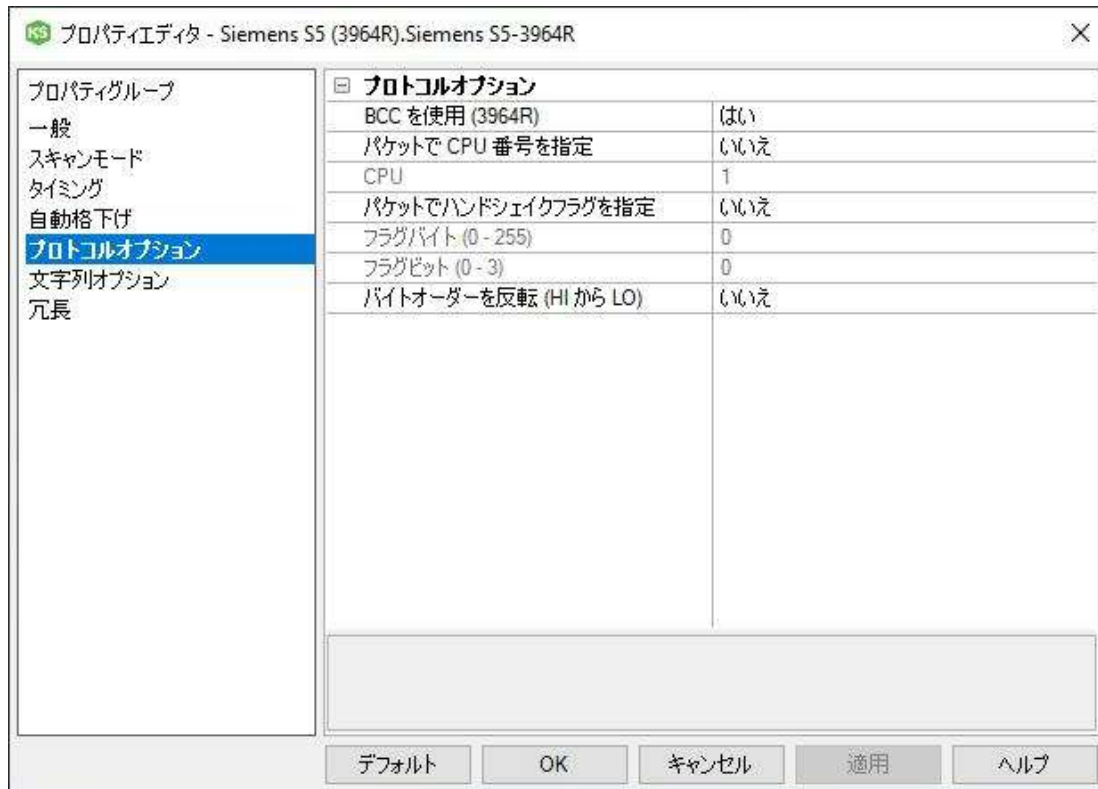 KS プロパティエディタ - Siemens S5 (3964R).Siemens S5-3964R
プロパティグループ
一般
スキャンモード
タイミング
自動格下げ
プロトコルオプション
文字列オプション
冗長
プロトコルオプション
BCC を使用 (3964R) はい
パケットで CPU 番号を指定 いいえ
CPU 1
パケットでハンドシェイクフラグを指定 いいえ
フラグバイト (0 - 255) 0
フラグビット (0 - 3) 0
バイトオーダーを反転 (HI から LO) いいえ
デフォルト OK キャンセル 適用 ヘルプ